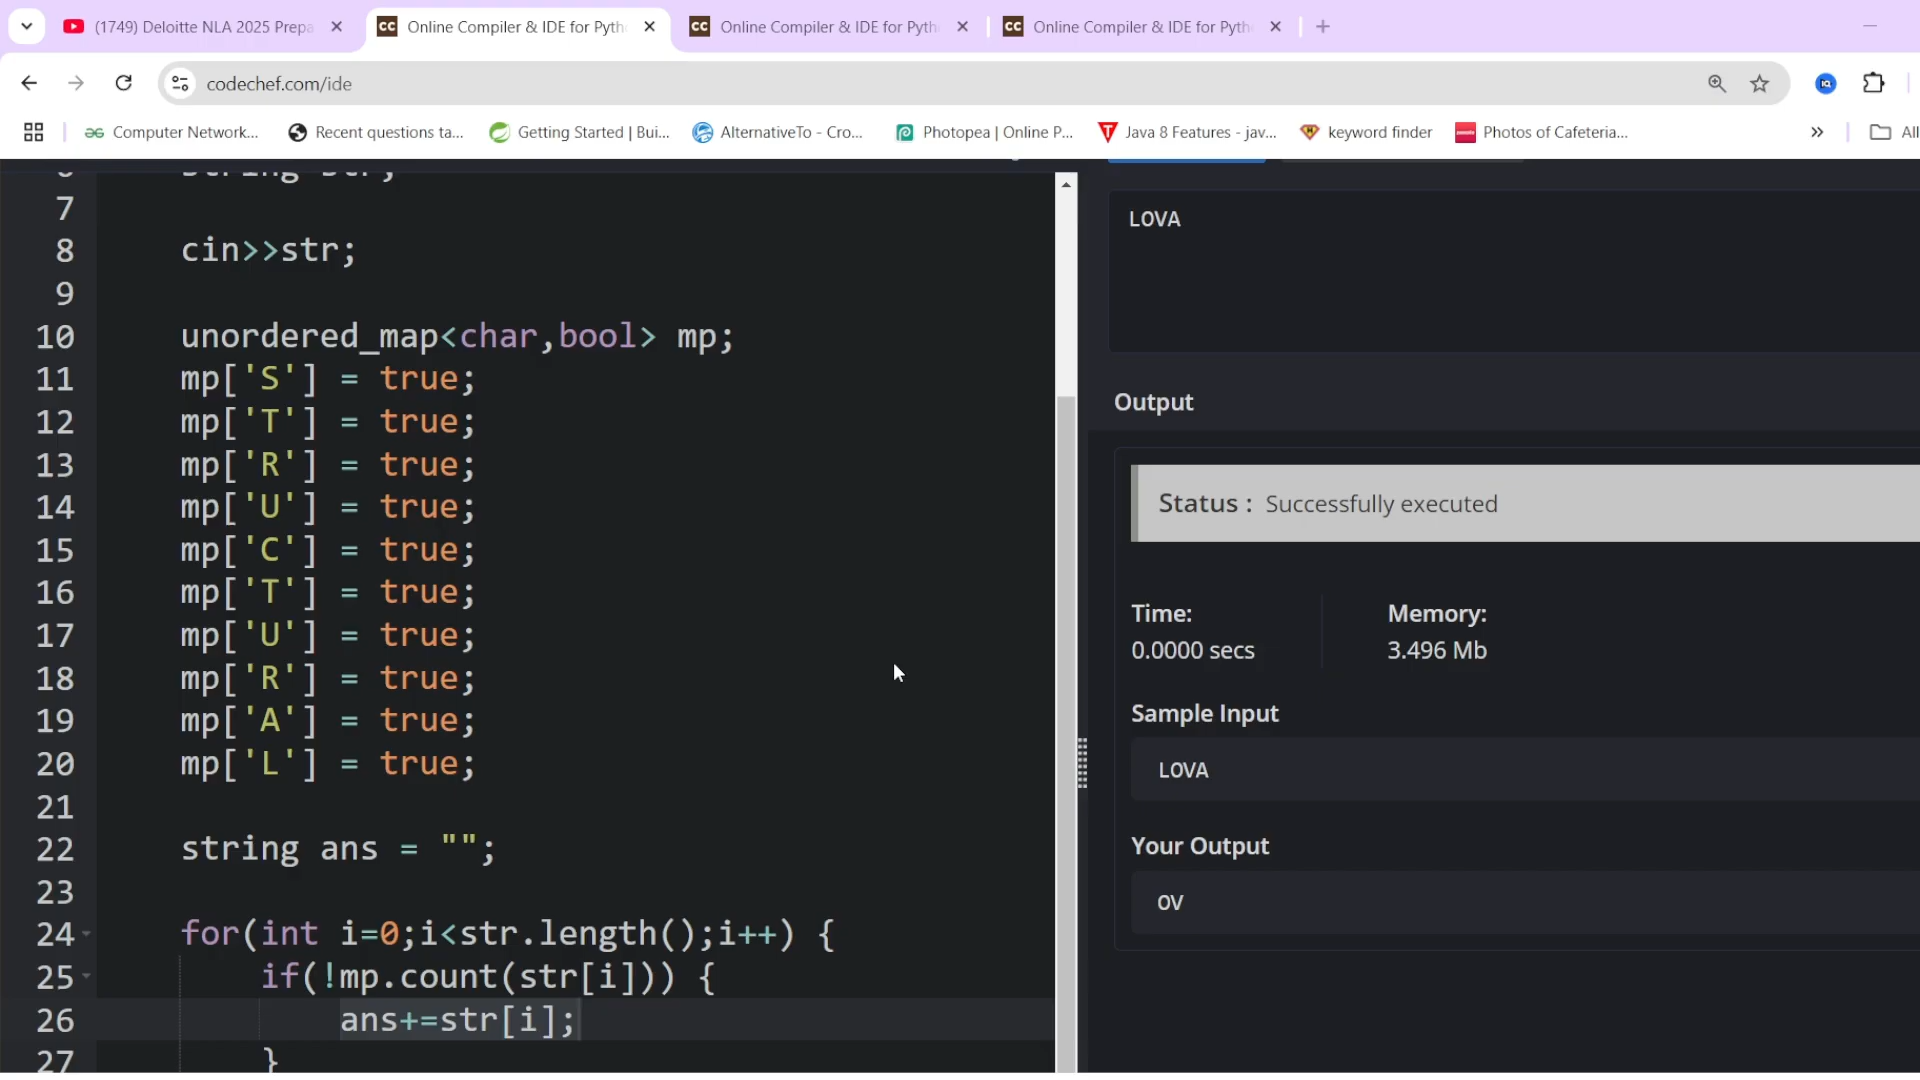 (1749) Deloitte NLA 2025 Prepa
CC Online Compiler & IDE for Pyth
CC Online Compiler & IDE for Pyth
CC Online Compiler & IDE for Pyth
codechef.com/ide
Computer Network...
Recent questions ta...
Getting Started | Bui...
AlternativeTo - Cro...
Photopea | Online P...
Java 8 Features - jav...
keyword finder
Photos of Cafeteria...
»
All
6 string str;
7
8 cin>>str;
9
10 unordered_map<char,bool> mp;
11 mp['S'] = true;
12 mp['T'] = true;
13 mp['R'] = true;
14 mp['U'] = true;
15 mp['C'] = true;
16 mp['T'] = true;
17 mp['U'] = true;
18 mp['R'] = true;
19 mp['A'] = true;
20 mp['L'] = true;
21
22 string ans = "";
23
24 for(int i=0;i<str.length();i++) {
25 if(!mp.count(str[i])) {
26 ans+=str[i];
27 }
LOVA
Output
Status : Successfully executed
Time:
0.0000 secs
Memory:
3.496 Mb
Sample Input
LOVA
Your Output
OV